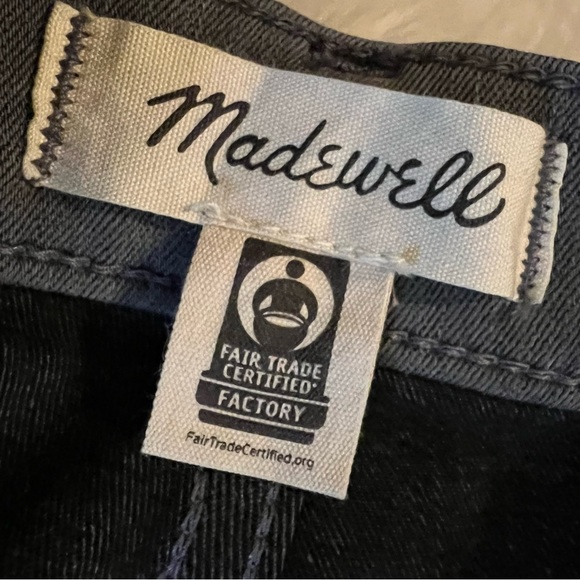 Madewell
FAIR TRADE
CERTIFIED
FACTORY
FairTradeCertified.org